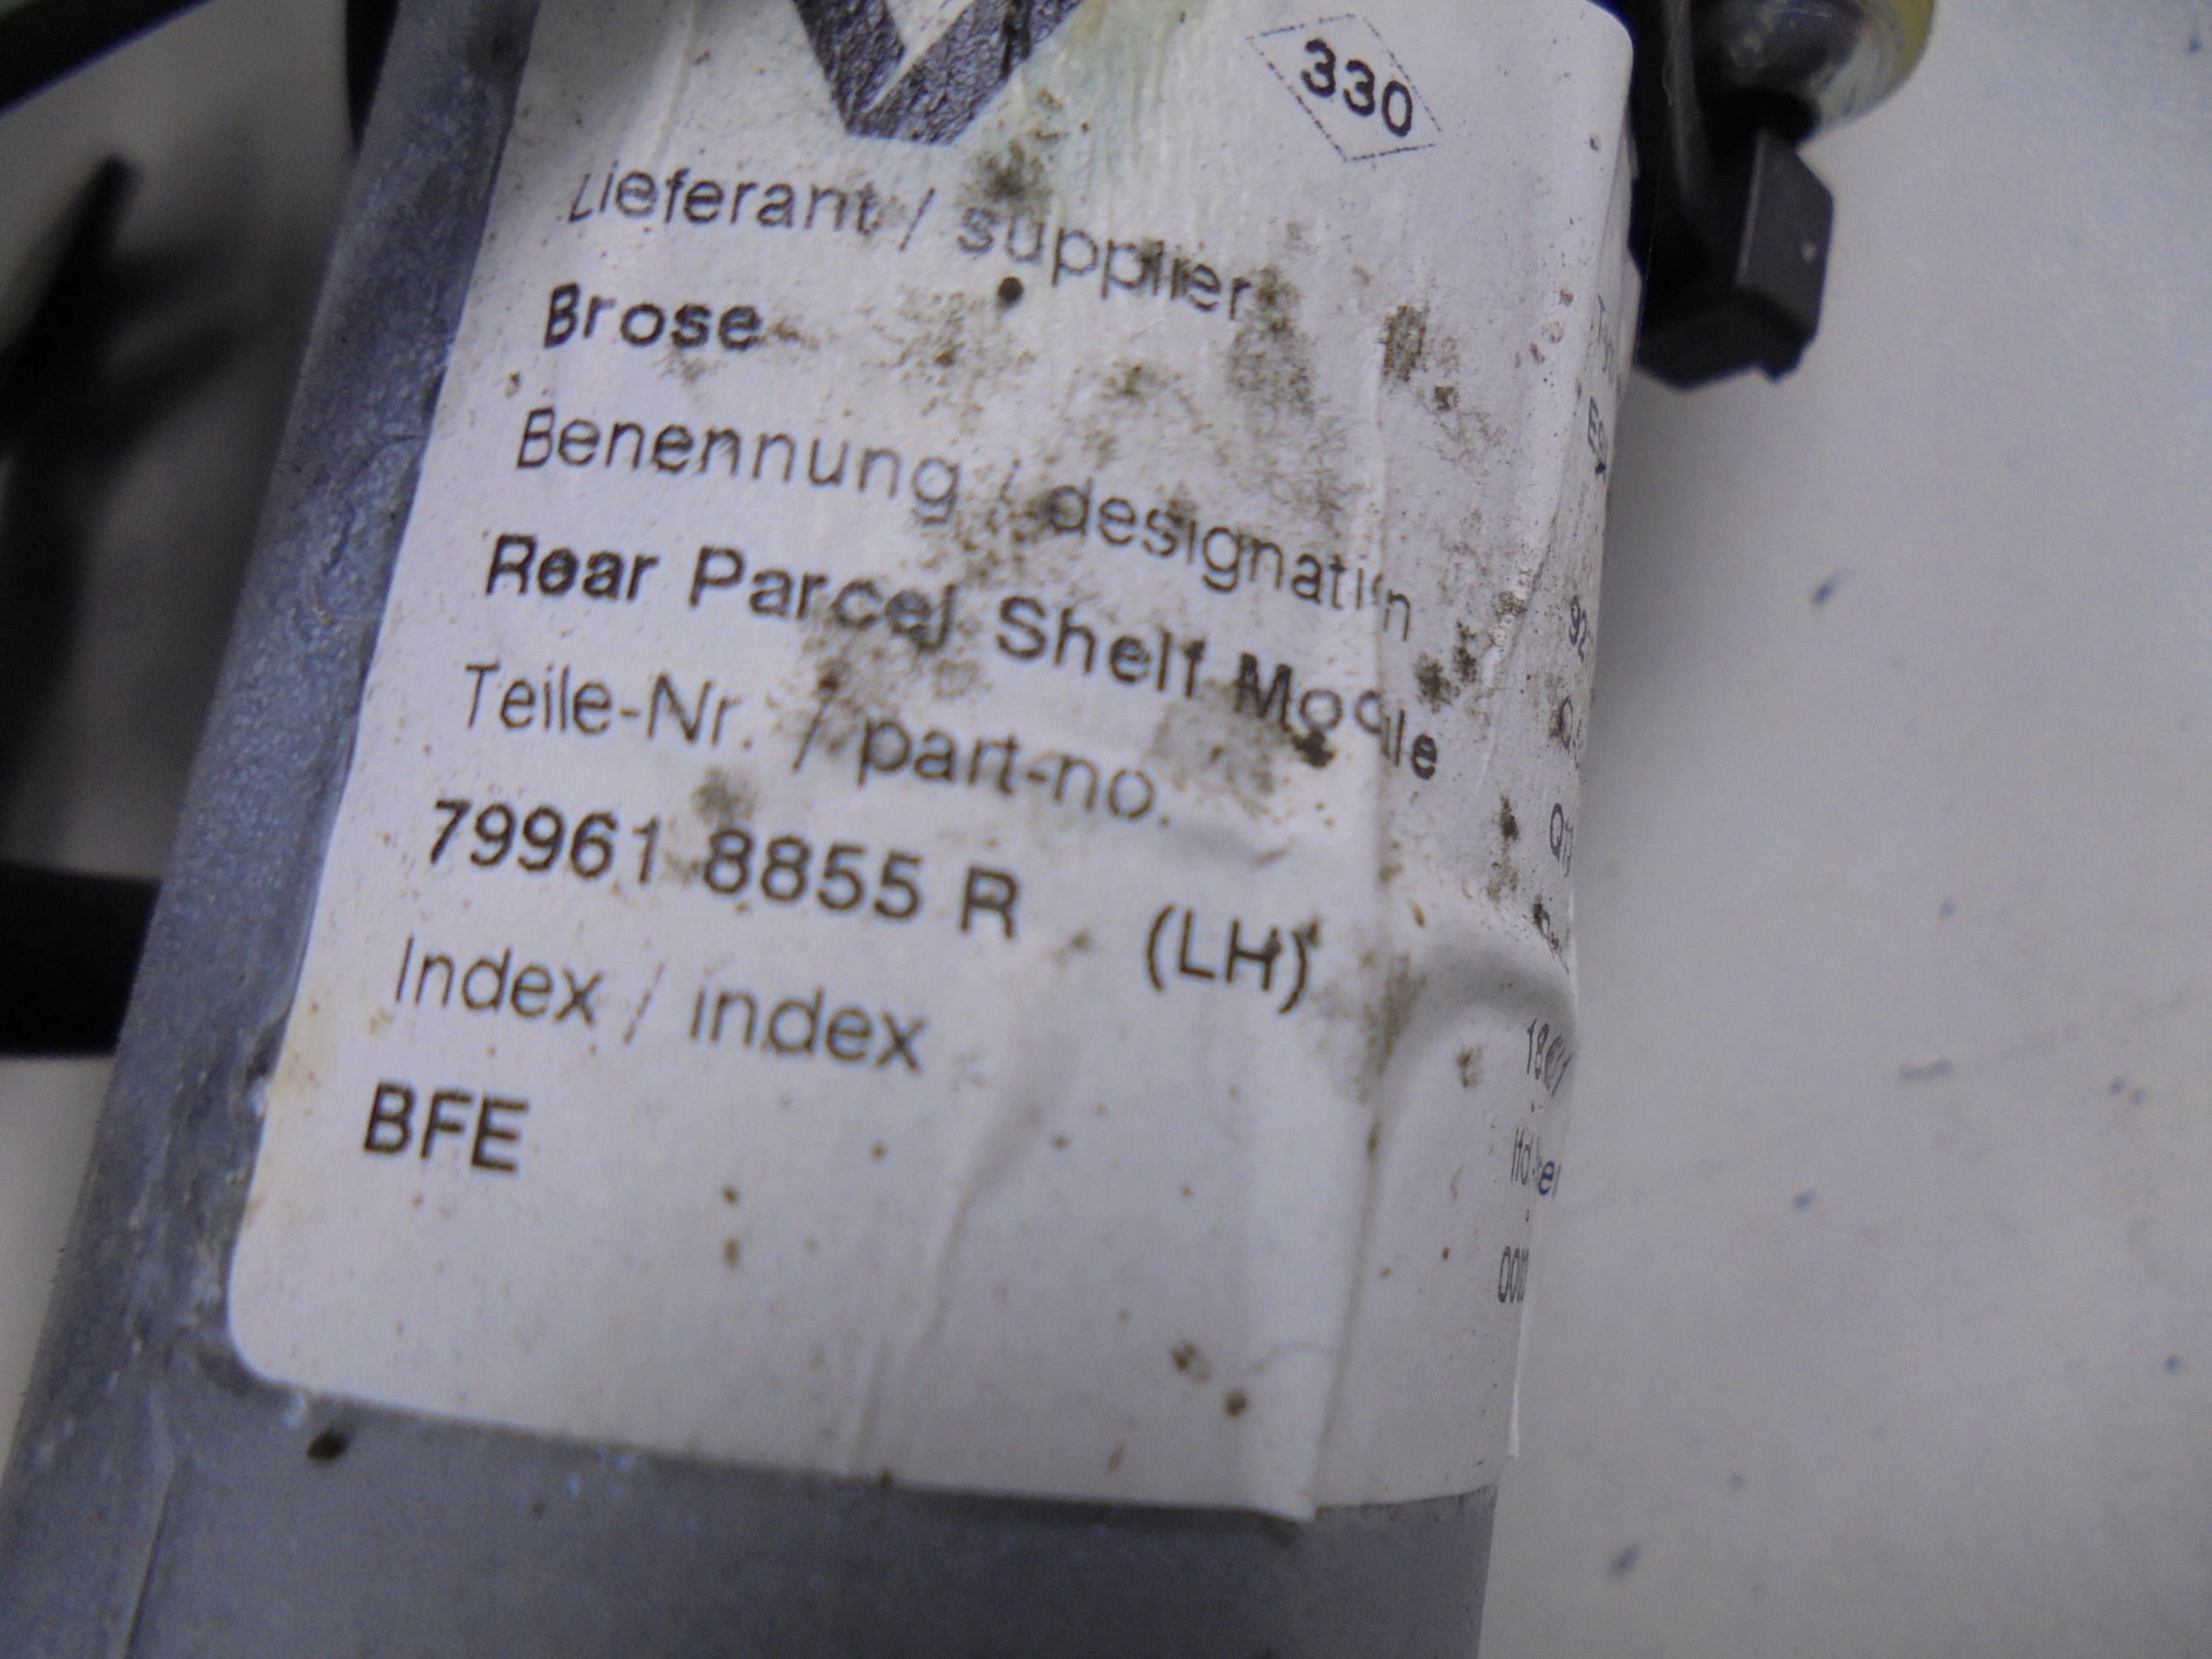 330
Lieferant / supplier
Brose
Benennung / designation
Rear Parcel Shelf Module
Teile-Nr. / part-no.
79961 8855 R (LH)
Index / index
BFE